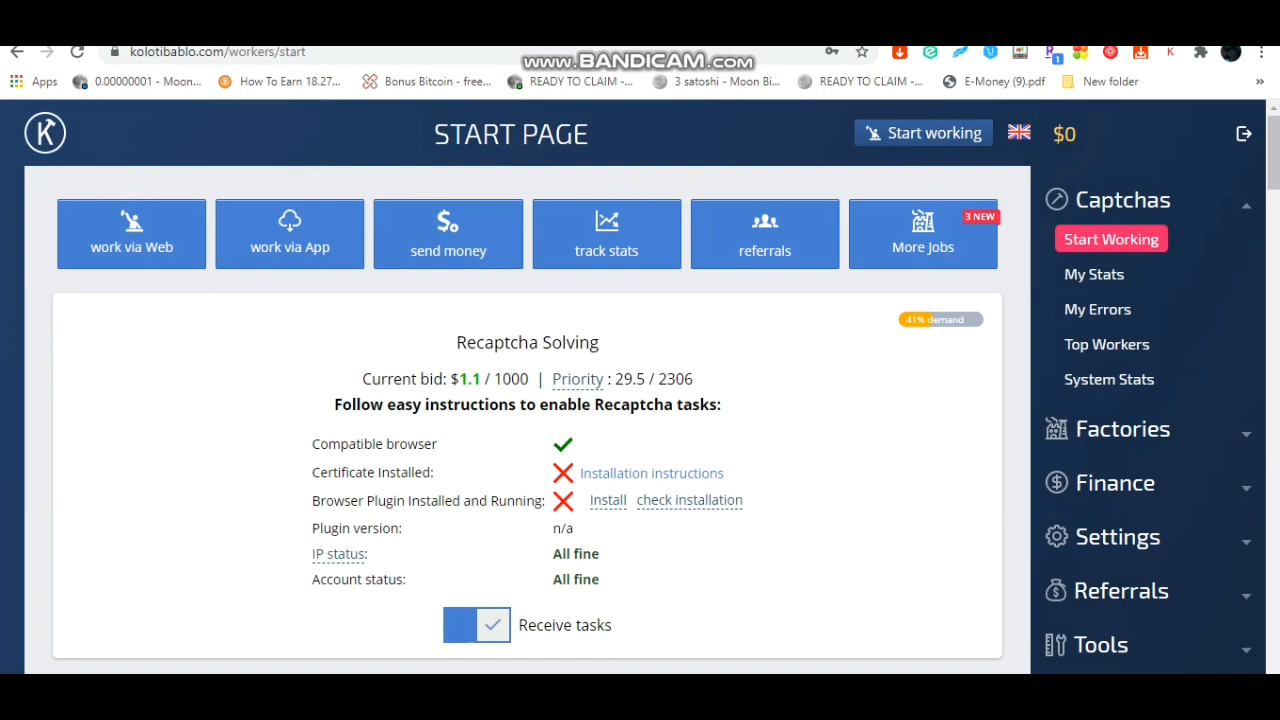 kolotibablo.com/workers/start
www.BANDICAM.com
Apps 0.00000001 - Moon... How To Earn 18.27... Bonus Bitcoin - free... READY TO CLAIM -... 3 satoshi - Moon Bi... READY TO CLAIM -... E-Money (9).pdf New folder »
K START PAGE Start working $0
work via Web work via App send money track stats referrals More Jobs 3 NEW
41% demand
Recaptcha Solving
Current bid: $1.1 / 1000 | Priority : 29.5 / 2306
Follow easy instructions to enable Recaptcha tasks:
Compatible browser
Certificate Installed: Installation instructions
Browser Plugin Installed and Running: Install check installation
Plugin version: n/a
IP status: All fine
Account status: All fine
Receive tasks
Captchas
Start Working
My Stats
My Errors
Top Workers
System Stats
Factories
Finance
Settings
Referrals
Tools